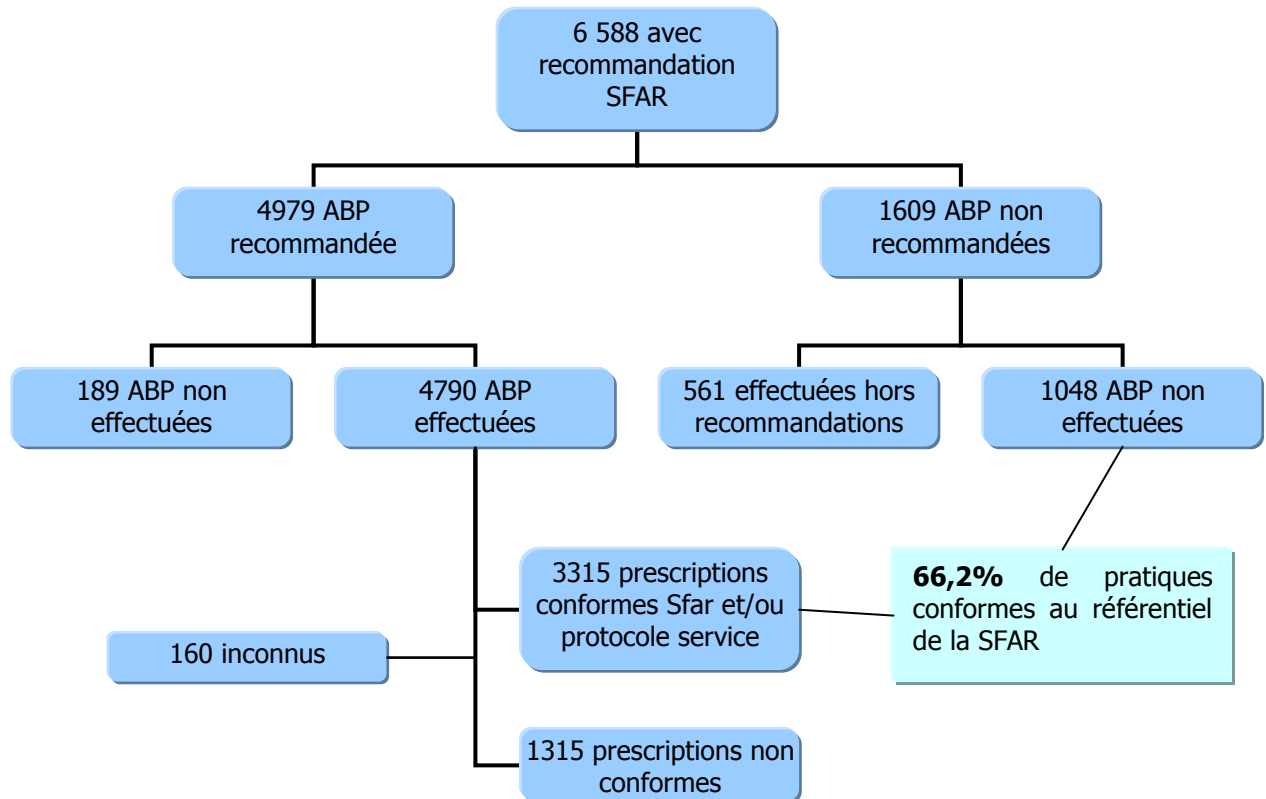 6 588 avec
recommandation
SFAR
4979 ABP
recommandée
1609 ABP non
recommandées
189 ABP non
effectuées
4790 ABP
effectuées
561 effectuées hors
recommandations
1048 ABP non
effectuées
3315 prescriptions
conformes Sfar et/ou
protocole service
66,2% de pratiques
conformes au référentiel
de la SFAR
160 inconnus
1315 prescriptions non
conformes